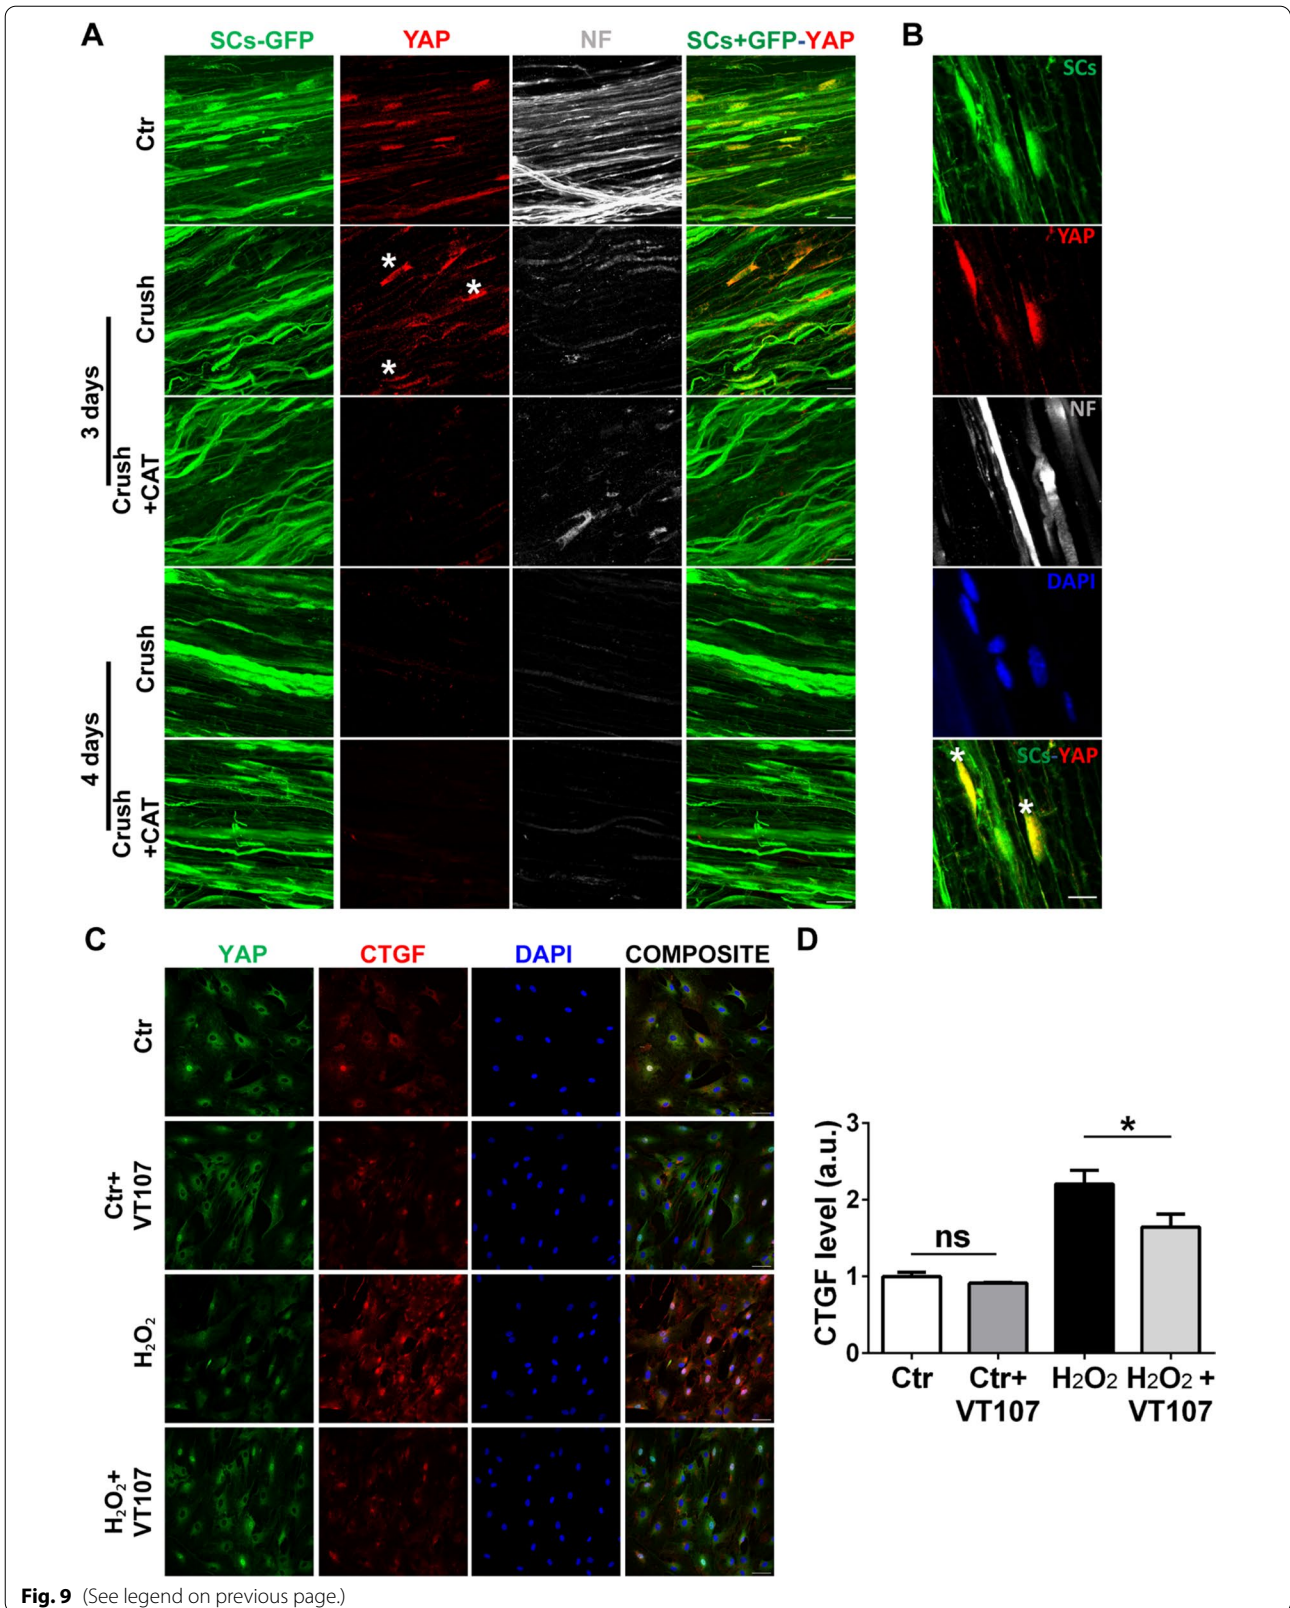 A
SCs-GFP YAP NF SCs+GFP-YAP
Ctr
3 days
Crush
*
*
*
Crush
+CAT
4 days
Crush
Crush
+CAT
B
SCs
YAP
NF
DAPI
SCs-YAP
*
*
C
YAP CTGF DAPI COMPOSITE
Ctr
Ctr+
VT107
H2O2
H2O2+
VT107
D
CTGF level (a.u.)
3
2
1
0
ns
*
Ctr Ctr+ H2O2 H2O2 +
VT107 VT107
Fig. 9 (See legend on previous page.)